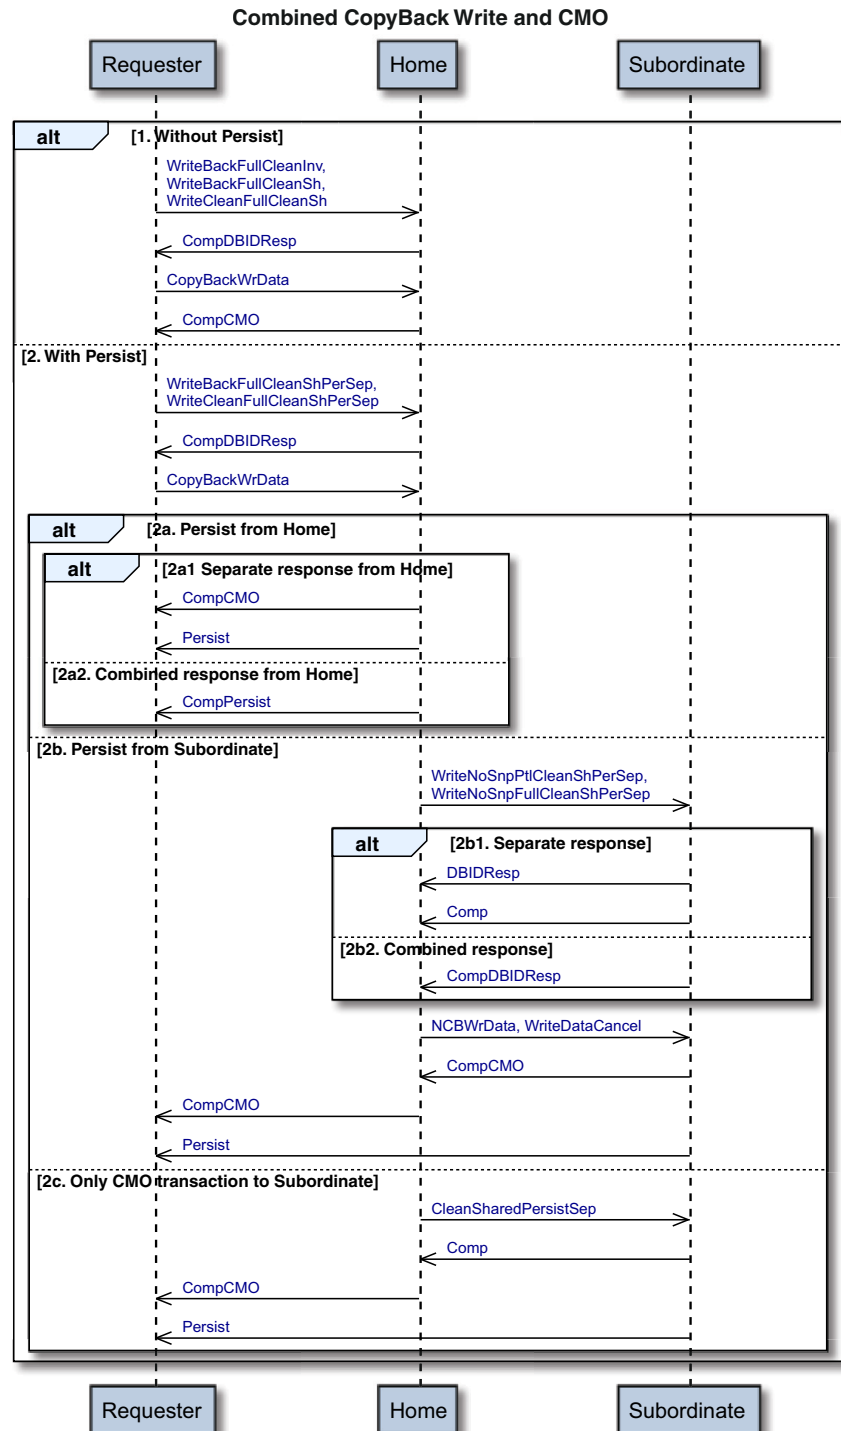 Combined CopyBack Write and CMO
Requester
Home
Subordinate
alt
[1. Without Persist]
WriteBackFullCleanInv,
WriteBackFullCleanSh,
WriteCleanFullCleanSh
CompDBIDResp
CopyBackWrData
CompCMO
[2. With Persist]
WriteBackFullCleanShPerSep,
WriteCleanFullCleanShPerSep
CompDBIDResp
CopyBackWrData
alt
[2a. Persist from Home]
alt
[2a1 Separate response from Home]
CompCMO
Persist
[2a2. Combined response from Home]
CompPersist
[2b. Persist from Subordinate]
WriteNoSnpPtlCleanShPerSep,
WriteNoSnpFullCleanShPerSep
alt
[2b1. Separate response]
DBIDResp
Comp
[2b2. Combined response]
CompDBIDResp
NCBWrData, WriteDataCancel
CompCMO
CompCMO
Persist
[2c. Only CMO transaction to Subordinate]
CleanSharedPersistSep
Comp
CompCMO
Persist
Requester
Home
Subordinate